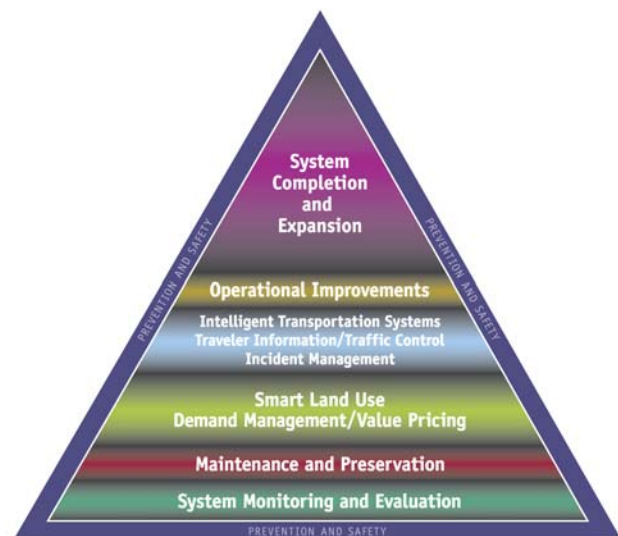 System
Completion
and
Expansion
PREVENTION AND SAFETY
PREVENTION AND SAFETY
Operational Improvements
Intelligent Transportation Systems
Traveler Information/Traffic Control
Incident Management
Smart Land Use
Demand Management/Value Pricing
Maintenance and Preservation
System Monitoring and Evaluation
PREVENTION AND SAFETY